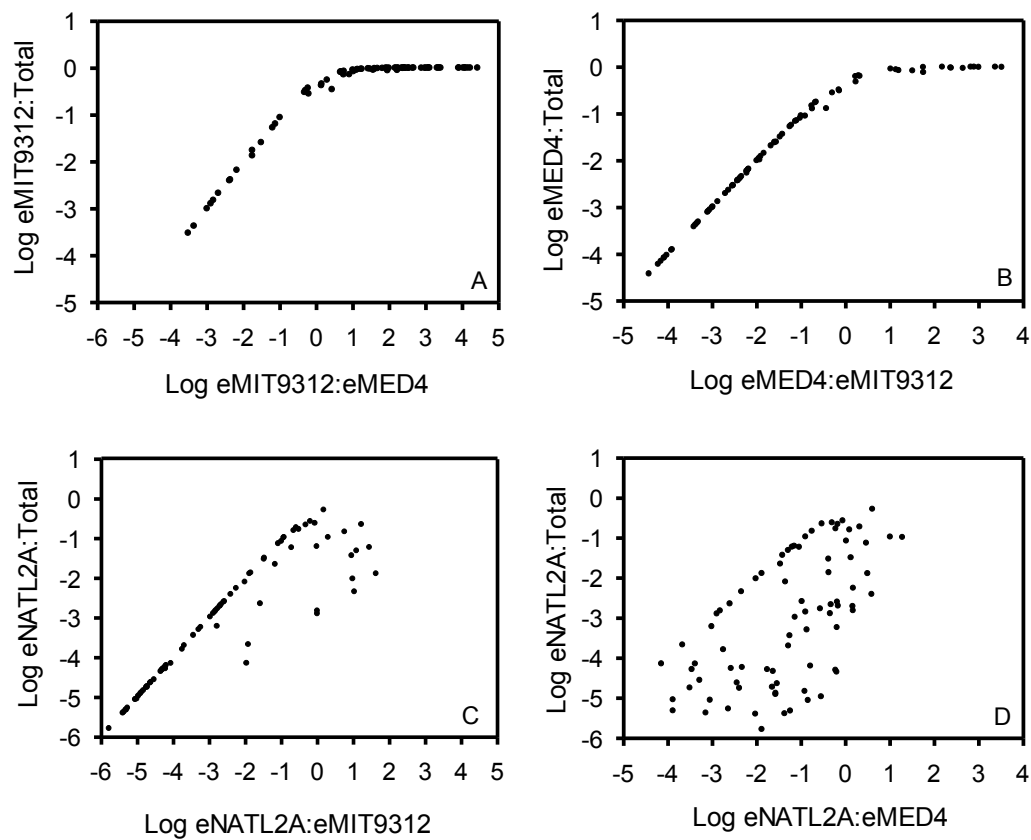 1
0
-1
-2
-3
-4
-5
-6 -5 -4 -3 -2 -1 0 1 2 3 4 5
Log eMIT9312:Total
Log eMIT9312:eMED4
A
1
0
-1
-2
-3
-4
-5
-5 -4 -3 -2 -1 0 1 2 3 4
Log eMED4:Total
Log eMED4:eMIT9312
B
1
0
-1
-2
-3
-4
-5
-6
-6 -5 -4 -3 -2 -1 0 1 2 3 4 5
Log eNATL2A:Total
Log eNATL2A:eMIT9312
C
1
0
-1
-2
-3
-4
-5
-6
-5 -4 -3 -2 -1 0 1 2 3 4
Log eNATL2A:Total
Log eNATL2A:eMED4
D